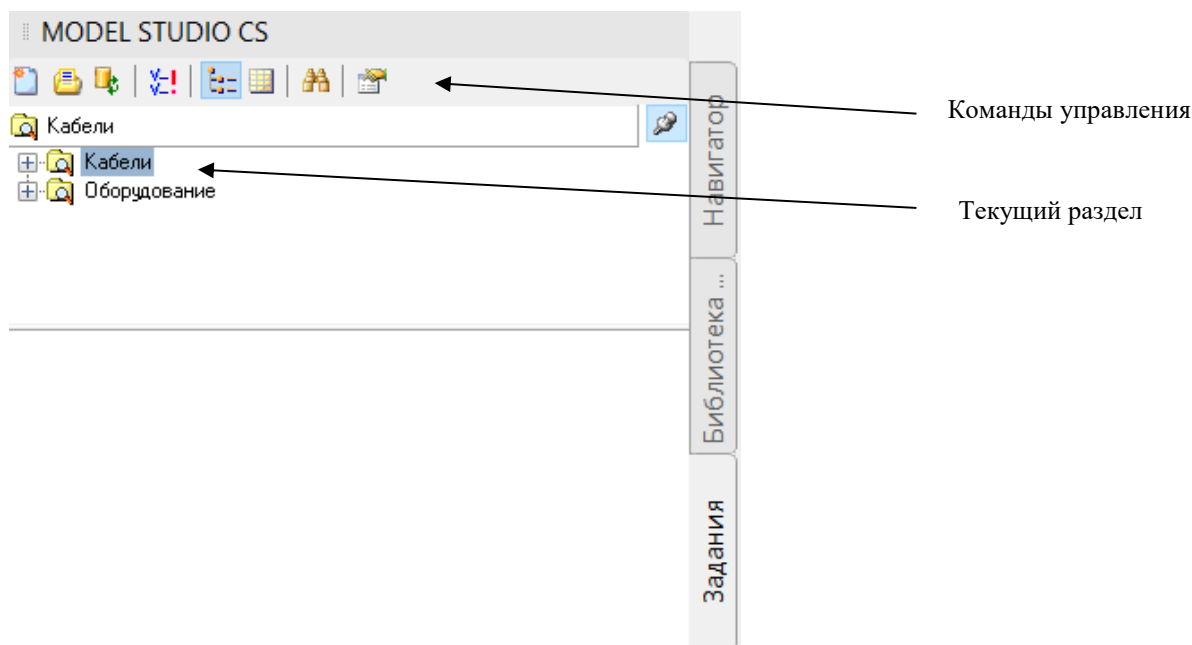 MODEL STUDIO CS
Кабели
Кабели
Оборудование
Навигатор
Библиотека ...
Задания
Команды управления
Текущий раздел